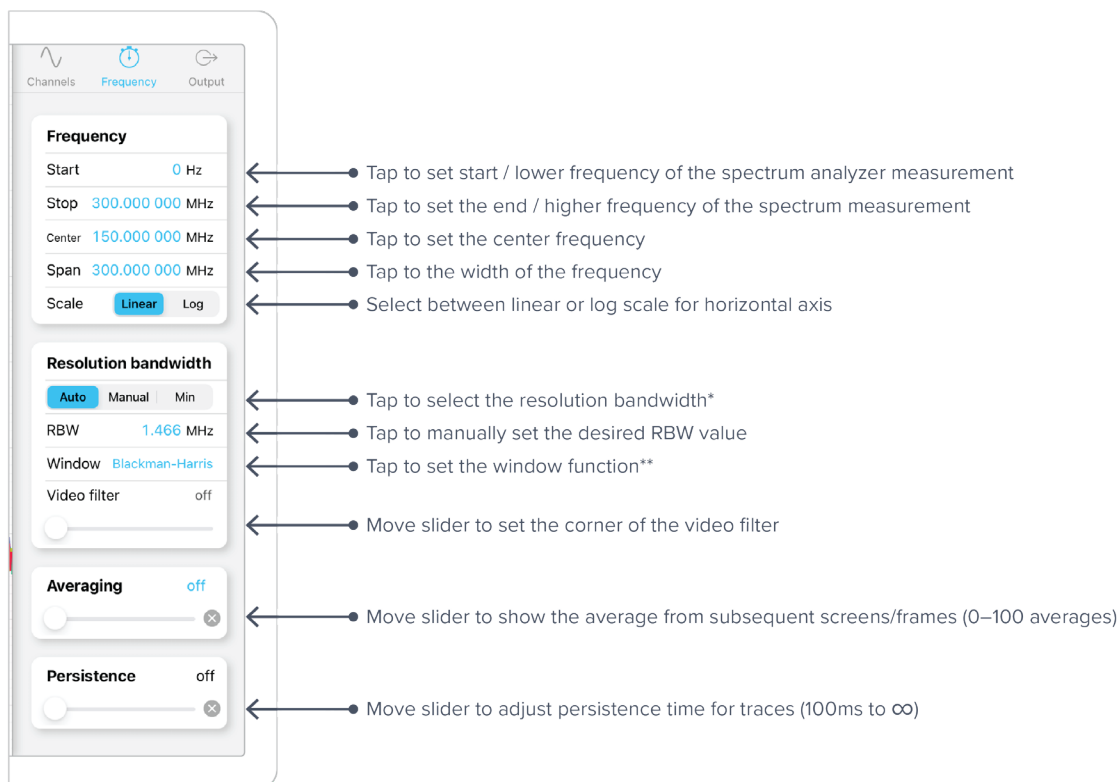 Channels Frequency Output
Frequency
Start 0 Hz Tap to set start / lower frequency of the spectrum analyzer measurement
Stop 300.000 000 MHz Tap to set the end / higher frequency of the spectrum measurement
Center 150.000 000 MHz Tap to set the center frequency
Span 300.000 000 MHz Tap to the width of the frequency
Scale Linear Log Select between linear or log scale for horizontal axis
Resolution bandwidth
Auto Manual Min Tap to select the resolution bandwidth*
RBW 1.466 MHz Tap to manually set the desired RBW value
Window Blackman-Harris Tap to set the window function**
Video filter off
Move slider to set the corner of the video filter
Averaging off
Move slider to show the average from subsequent screens/frames (0–100 averages)
Persistence off
Move slider to adjust persistence time for traces (100ms to ∞)